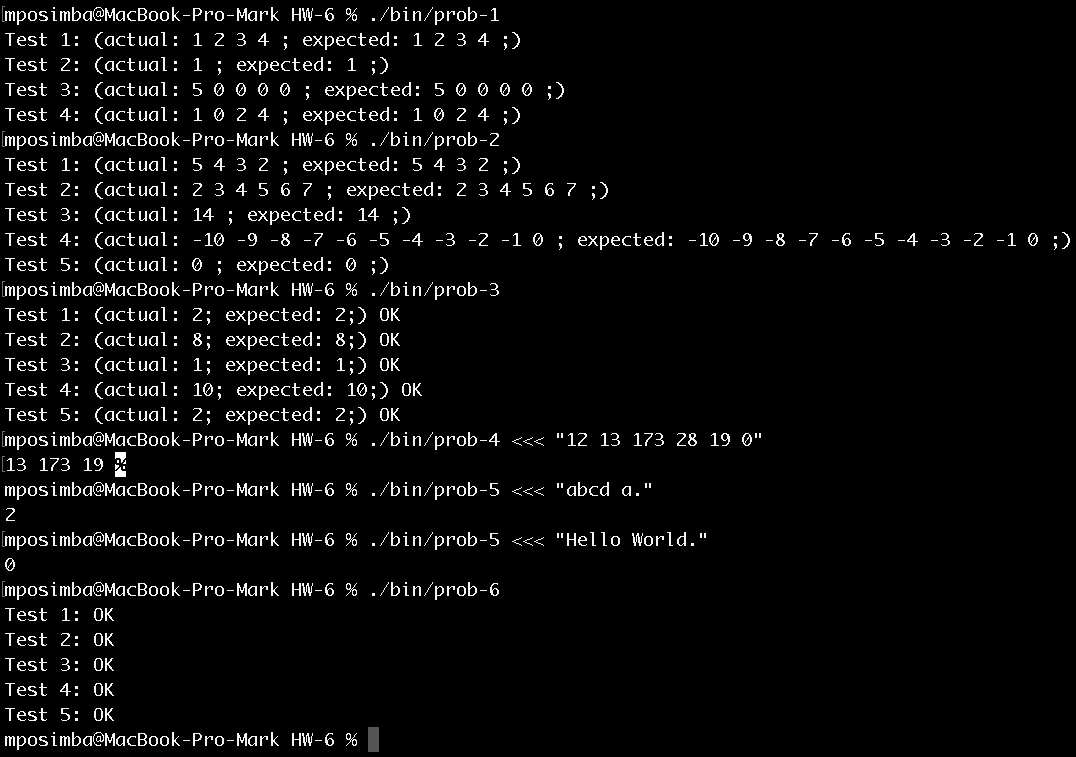 [mposimba@MacBook-Pro-Mark HW-6 % ./bin/prob-1
Test 1: (actual: 1 2 3 4 ; expected: 1 2 3 4 ;)
Test 2: (actual: 1 ; expected: 1 ;)
Test 3: (actual: 5 0 0 0 0 ; expected: 5 0 0 0 0 ;)
Test 4: (actual: 1 0 2 4 ; expected: 1 0 2 4 ;)
[mposimba@MacBook-Pro-Mark HW-6 % ./bin/prob-2
Test 1: (actual: 5 4 3 2 ; expected: 5 4 3 2 ;)
Test 2: (actual: 2 3 4 5 6 7 ; expected: 2 3 4 5 6 7 ;)
Test 3: (actual: 14 ; expected: 14 ;)
Test 4: (actual: -10 -9 -8 -7 -6 -5 -4 -3 -2 -1 0 ; expected: -10 -9 -8 -7 -6 -5 -4 -3 -2 -1 0 ;)
Test 5: (actual: 0 ; expected: 0 ;)
[mposimba@MacBook-Pro-Mark HW-6 % ./bin/prob-3
Test 1: (actual: 2; expected: 2;) OK
Test 2: (actual: 8; expected: 8;) OK
Test 3: (actual: 1; expected: 1;) OK
Test 4: (actual: 10; expected: 10;) OK
Test 5: (actual: 2; expected: 2;) OK
[mposimba@MacBook-Pro-Mark HW-6 % ./bin/prob-4 <<< "12 13 173 28 19 0"
[13 173 19 %
mposimba@MacBook-Pro-Mark HW-6 % ./bin/prob-5 <<< "abcd a."
2
[mposimba@MacBook-Pro-Mark HW-6 % ./bin/prob-5 <<< "Hello World."
0
[mposimba@MacBook-Pro-Mark HW-6 % ./bin/prob-6
Test 1: OK
Test 2: OK
Test 3: OK
Test 4: OK
Test 5: OK
mposimba@MacBook-Pro-Mark HW-6 %